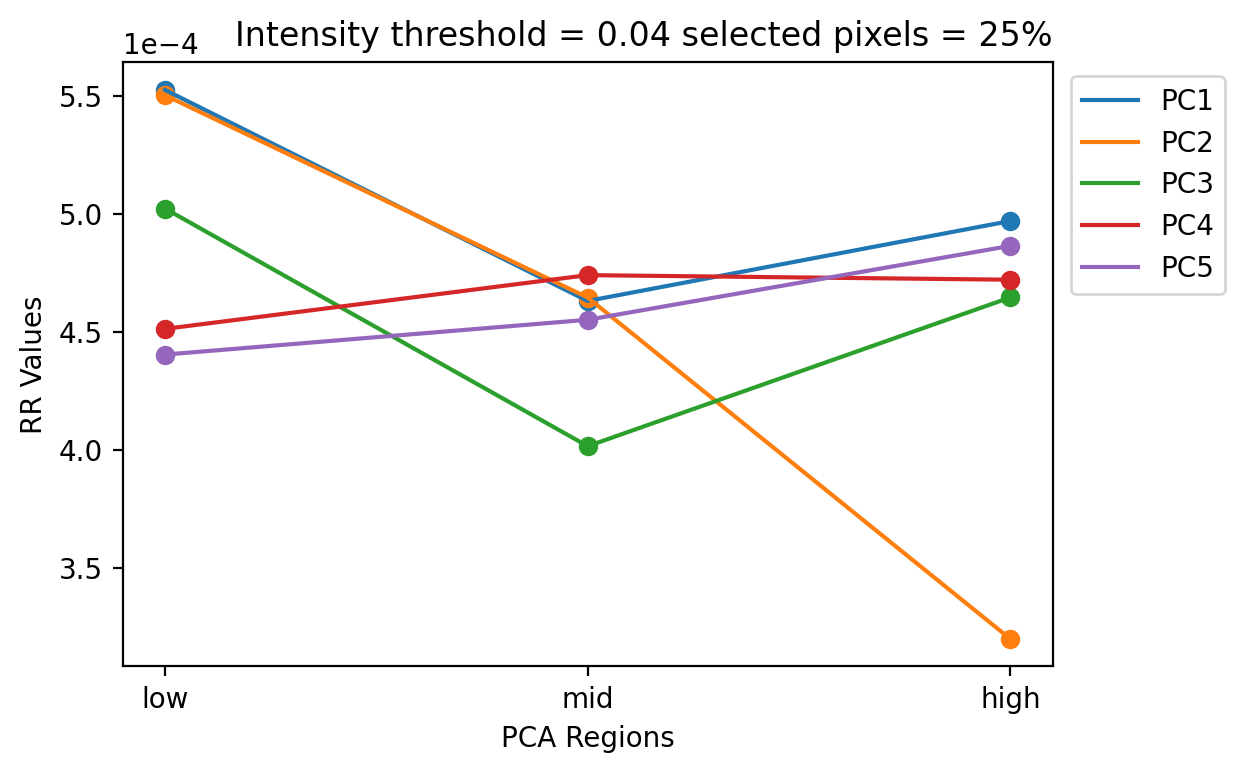 Intensity threshold = 0.04 selected pixels = 25%
1e−4
5.5
5.0
4.5
4.0
3.5
RR Values
low
mid
high
PCA Regions
PC1
PC2
PC3
PC4
PC5